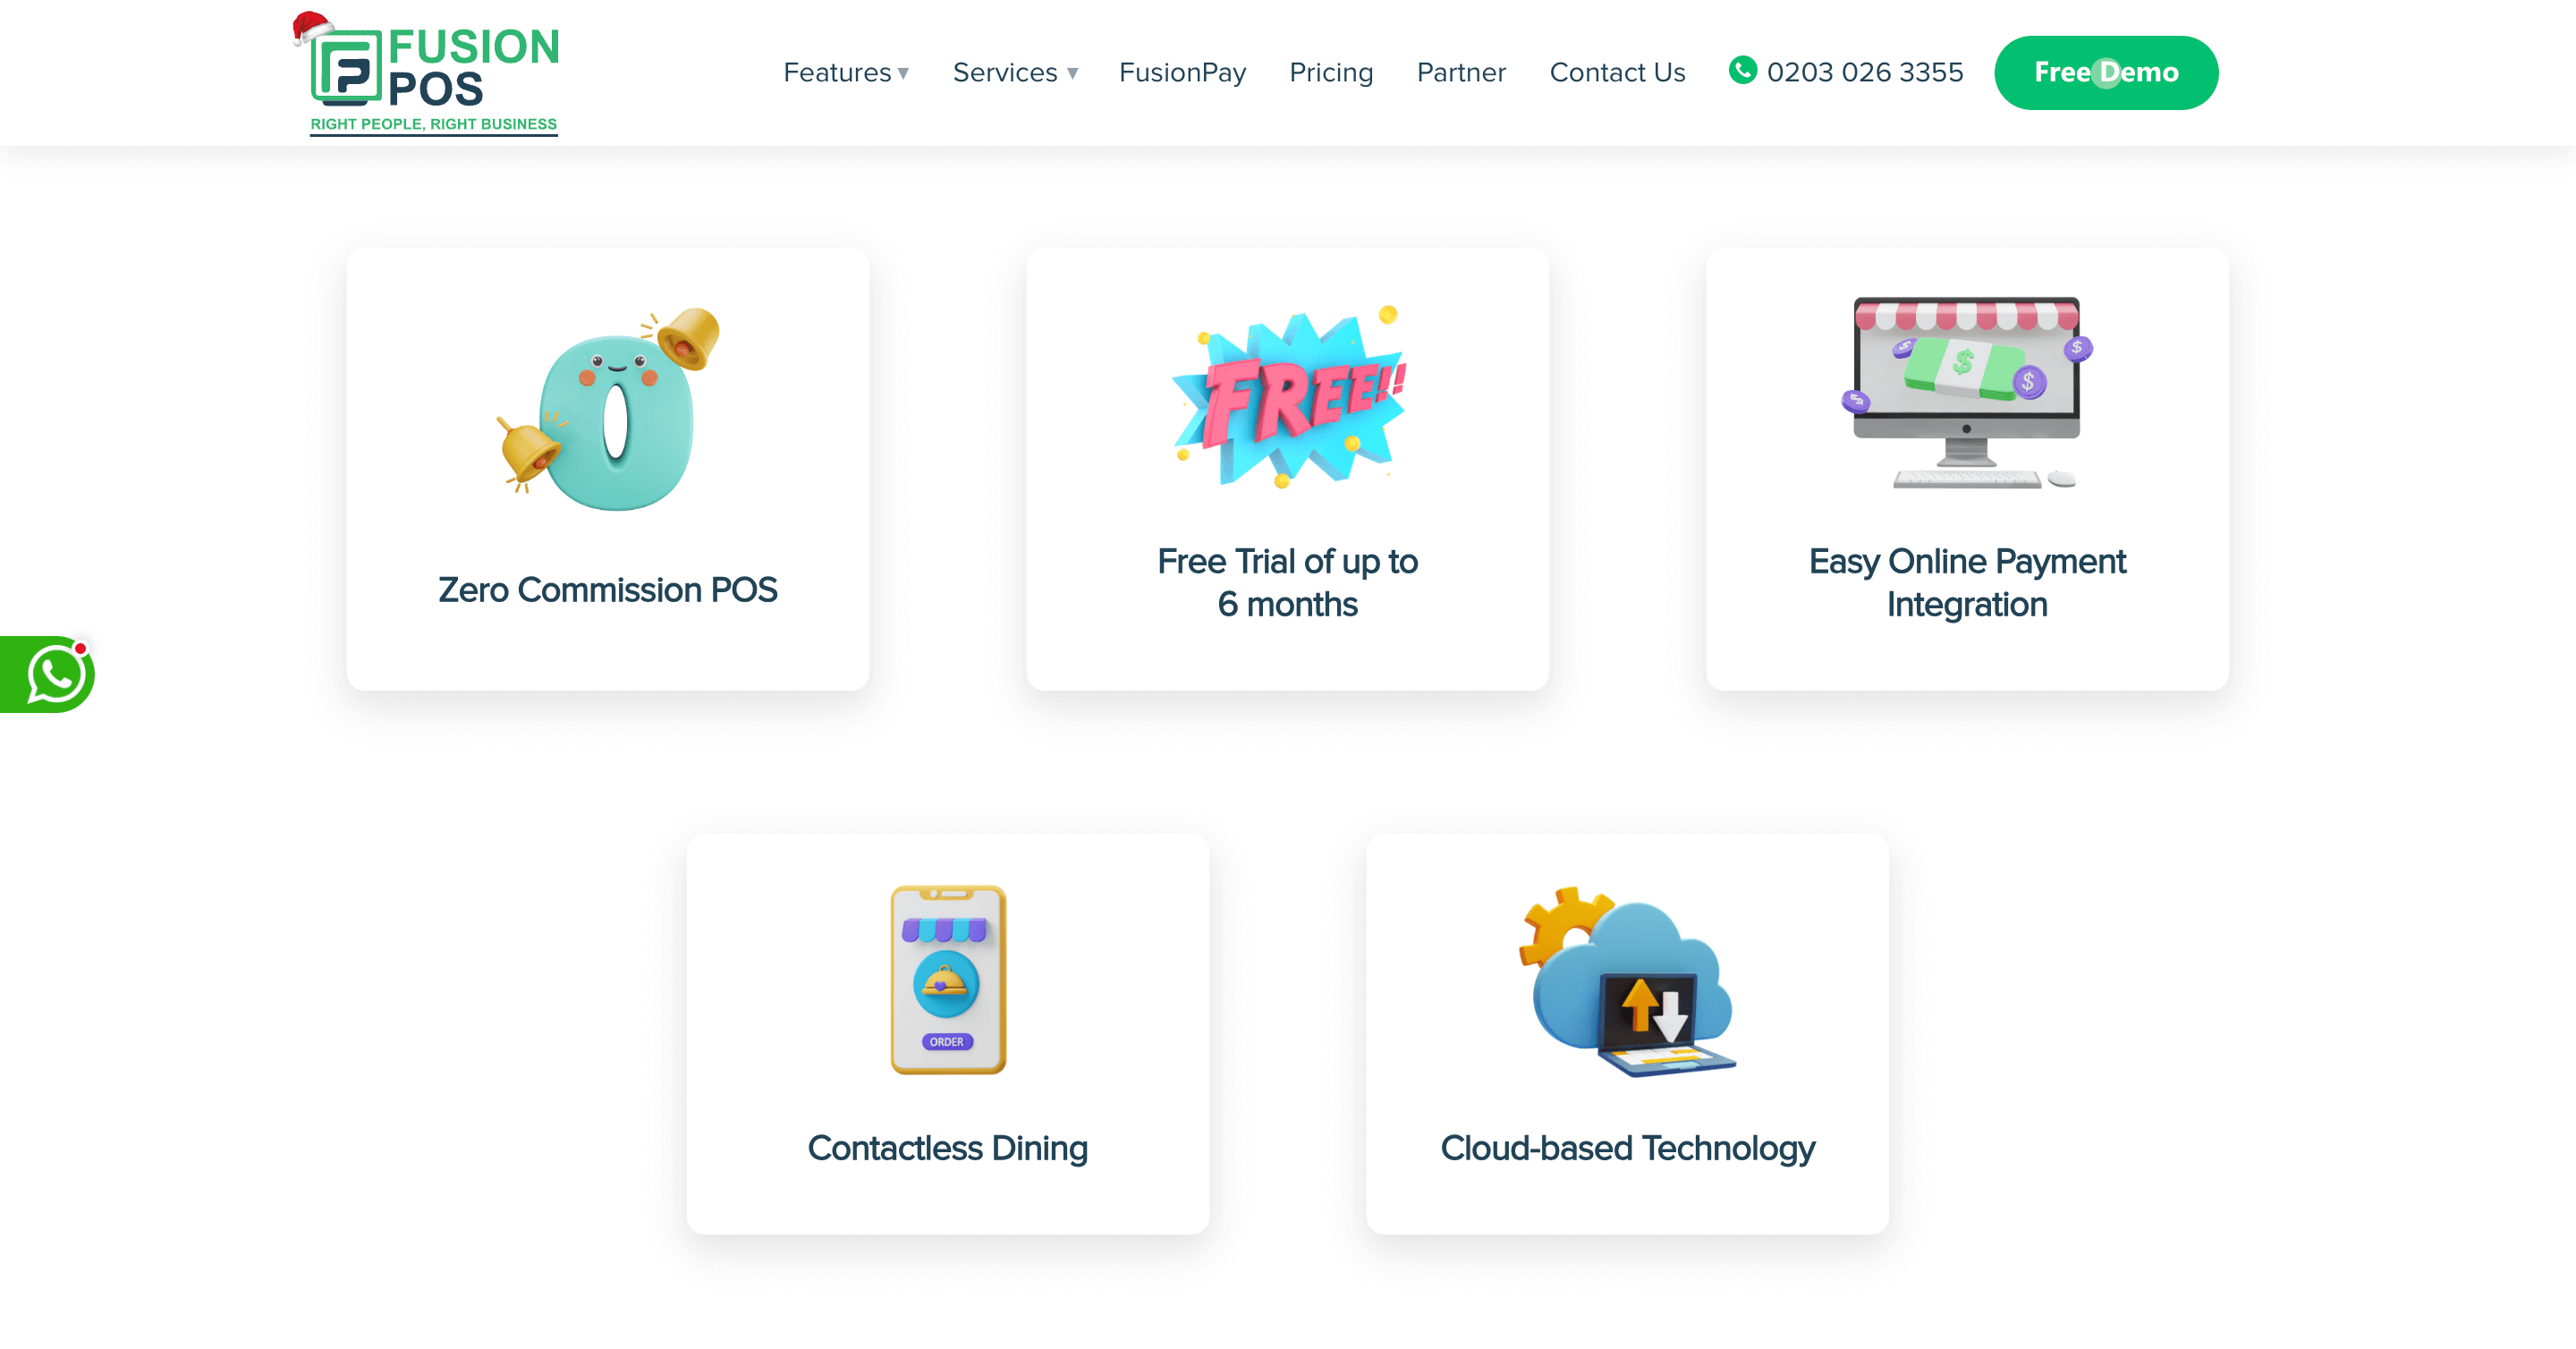 FUSION
POS
RIGHT PEOPLE, RIGHT BUSINESS
Features
Services
FusionPay
Pricing
Partner
Contact Us
0203 026 3355
Free Demo
FREE!!
Zero Commission POS
Free Trial of up to
6 months
Easy Online Payment
Integration
ORDER
Contactless Dining
Cloud-based Technology